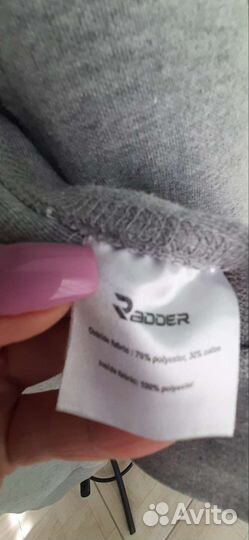 RADDER
Outside fabric : 70% polyester, 30% cotton
Inside fabric: 100% polyester
Avito